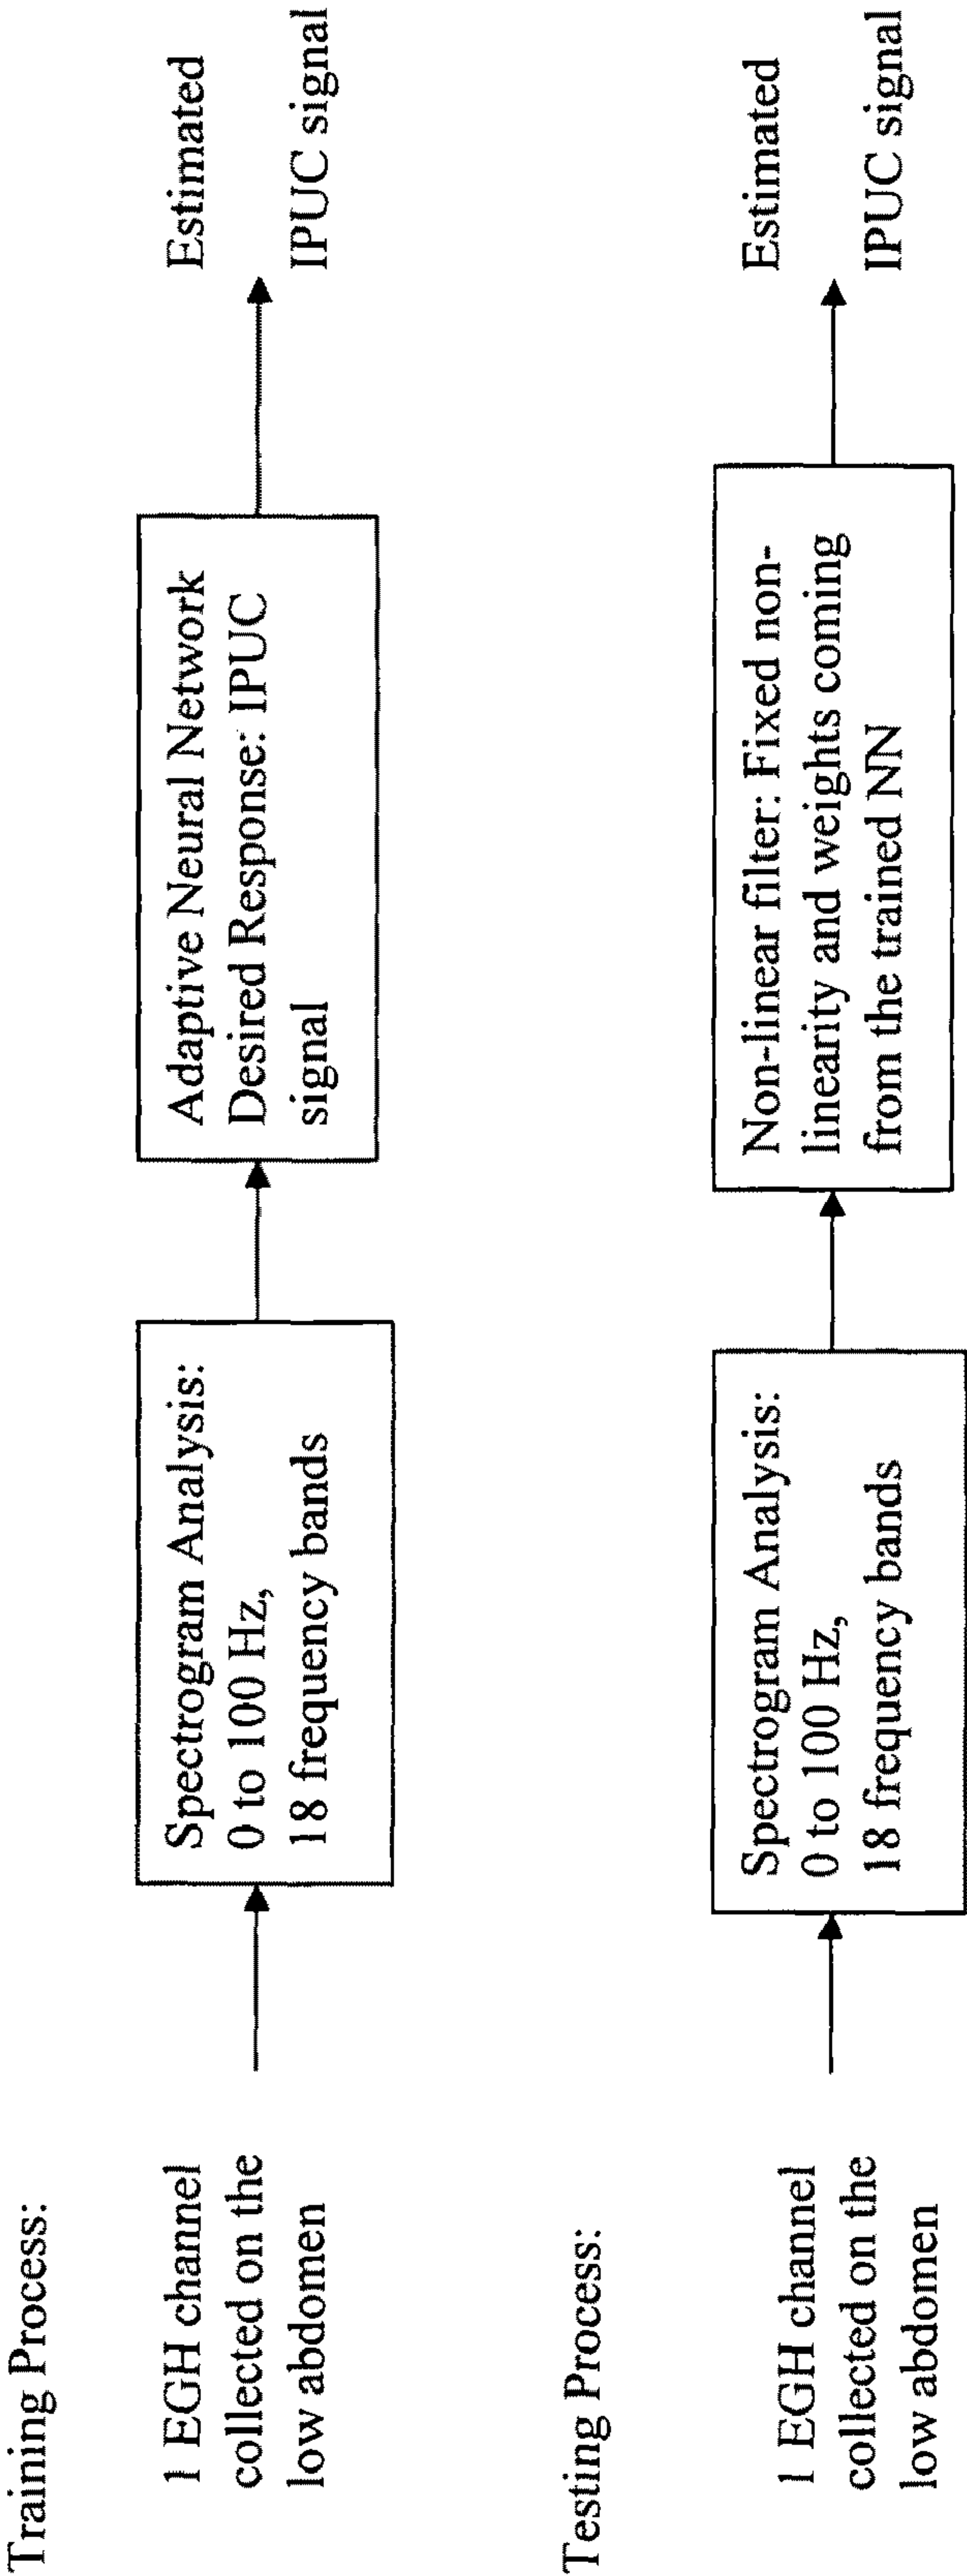 Training Process:
1 EGH channel
collected on the
low abdomen
Spectrogram Analysis:
0 to 100 Hz,
18 frequency bands
Adaptive Neural Network
Desired Response: IPUC
signal
Estimated
IPUC signal
Testing Process:
1 EGH channel
collected on the
low abdomen
Spectrogram Analysis:
0 to 100 Hz,
18 frequency bands
Non-linear filter: Fixed non-
linearity and weights coming
from the trained NN
Estimated
IPUC signal